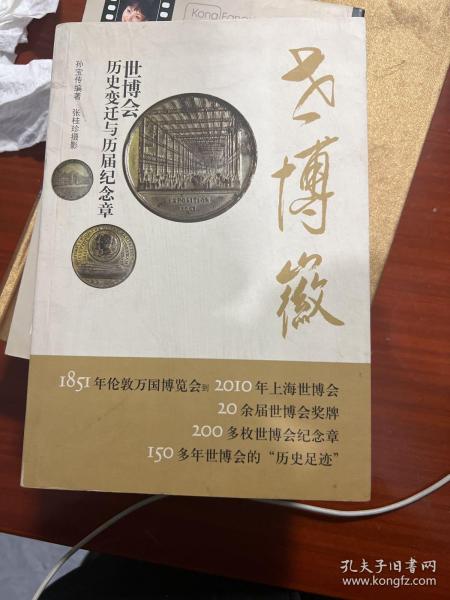 Kong
世博徽
世博会
历史变迁与历届纪念章
孙宝传编著 张桂珍摄影
EXPOSITION
1851年伦敦万国博览会到2010年上海世博会
20余届世博会奖牌
200多枚世博会纪念章
150多年世博会的“历史足迹”
孔夫子旧书网
www.kongfz.com